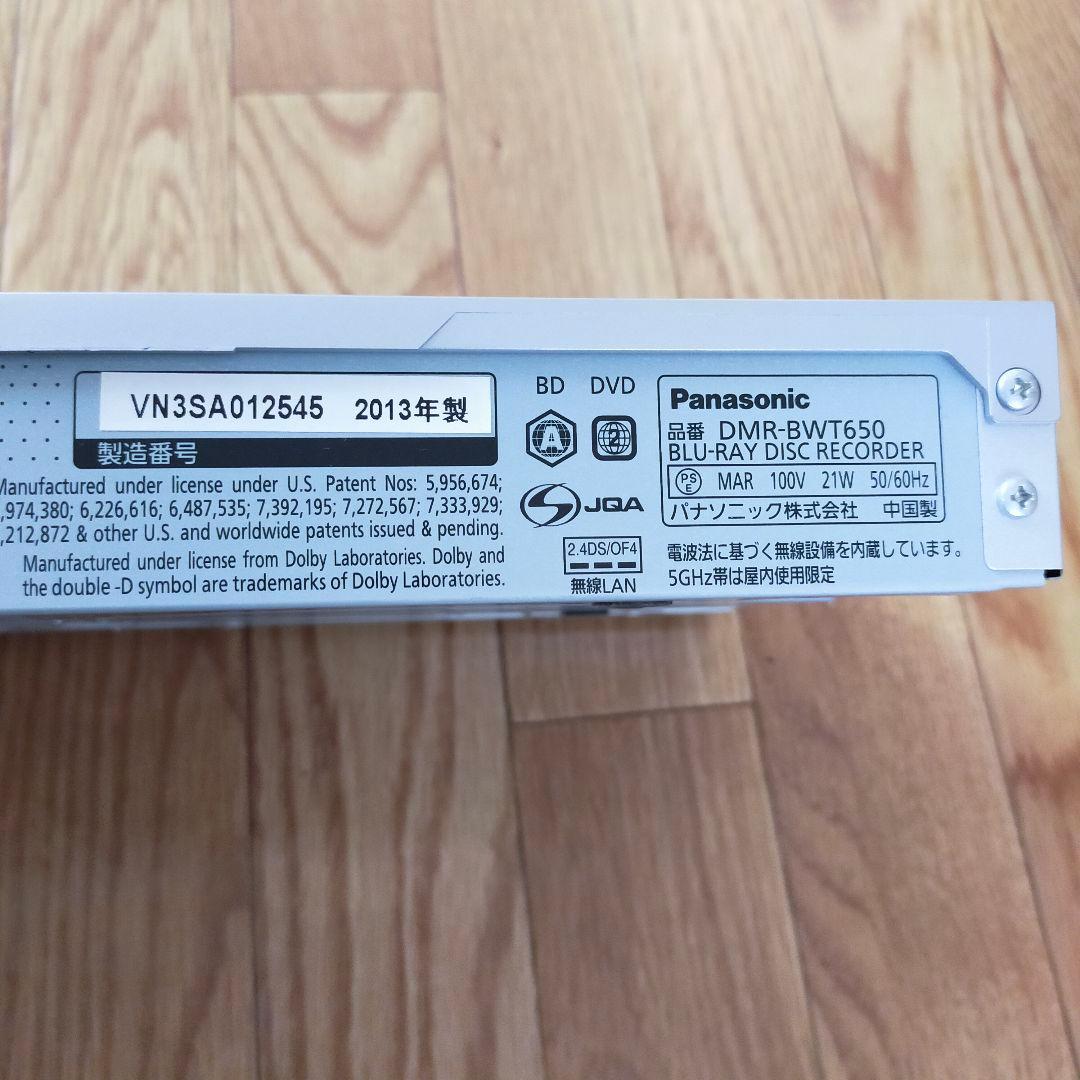 VN3SA012545 2013年製
製造番号
Manufactured under license under U.S. Patent Nos: 5,956,674;
,974,380; 6,226,616; 6,487,535; 7,392,195; 7,272,567; 7,333,929;
,212,872 & other U.S. and worldwide patents issued & pending.
Manufactured under license from Dolby Laboratories. Dolby and
the double -D symbol are trademarks of Dolby Laboratories.
BD DVD
A 2
JQA
2.4DS/OF4
無線LAN
Panasonic
品番 DMR-BWT650
BLU-RAY DISC RECORDER
PSE MAR 100V 21W 50/60Hz
パナソニック株式会社 中国製
電波法に基づく無線設備を内蔵しています。
5GHz帯は屋内使用限定